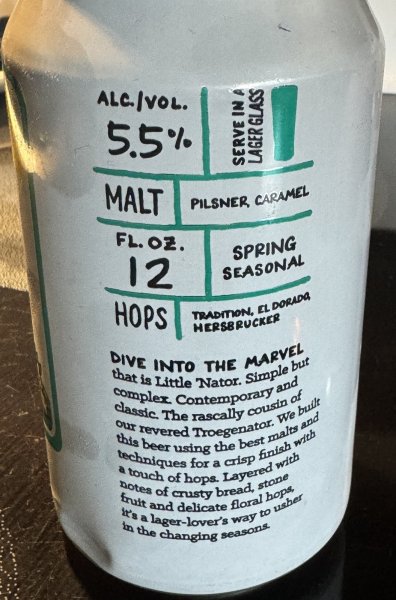 ALC./VOL.
5.5%
SERVE IN A
LAGER GLASS
MALT
PILSNER, CARAMEL
FL. OZ.
12
SPRING
SEASONAL
HOPS
TRADITION, EL DORADO,
HERSBRUCKER
DIVE INTO THE MARVEL
that is Little 'Nator. Simple but
complex. Contemporary and
classic. The rascally cousin of
our revered Troegenator. We built
this beer using the best malts and
techniques for a crisp finish with
a touch of hops. Layered with
notes of crusty bread, stone
fruit and delicate floral hops,
it's a lager-lover's way to usher
in the changing seasons.